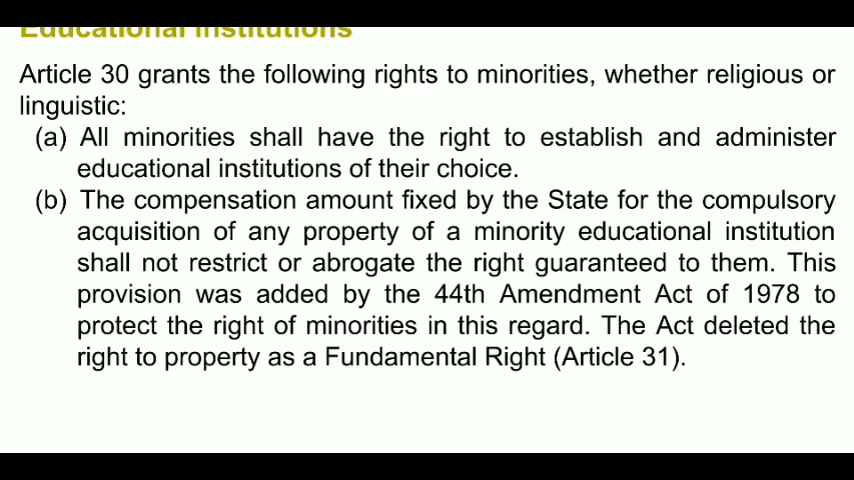 Educational Institutions
Article 30 grants the following rights to minorities, whether religious or
linguistic:
(a) All minorities shall have the right to establish and administer
educational institutions of their choice.
(b) The compensation amount fixed by the State for the compulsory
acquisition of any property of a minority educational institution
shall not restrict or abrogate the right guaranteed to them. This
provision was added by the 44th Amendment Act of 1978 to
protect the right of minorities in this regard. The Act deleted the
right to property as a Fundamental Right (Article 31).